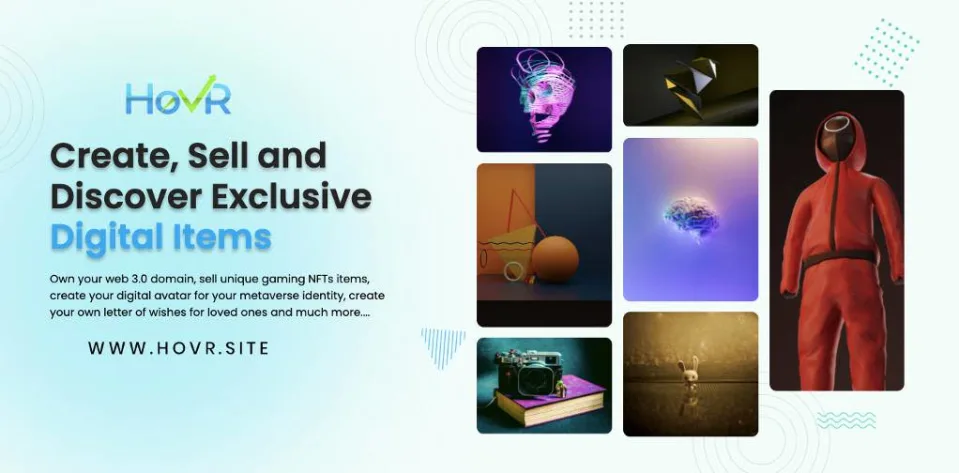 HoVR
Create, Sell and
Discover Exclusive
Digital Items
Own your web 3.0 domain, sell unique gaming NFTs items,
create your digital avatar for your metaverse identity, create
your own letter of wishes for loved ones and much more....
WWW.HOVR.SITE